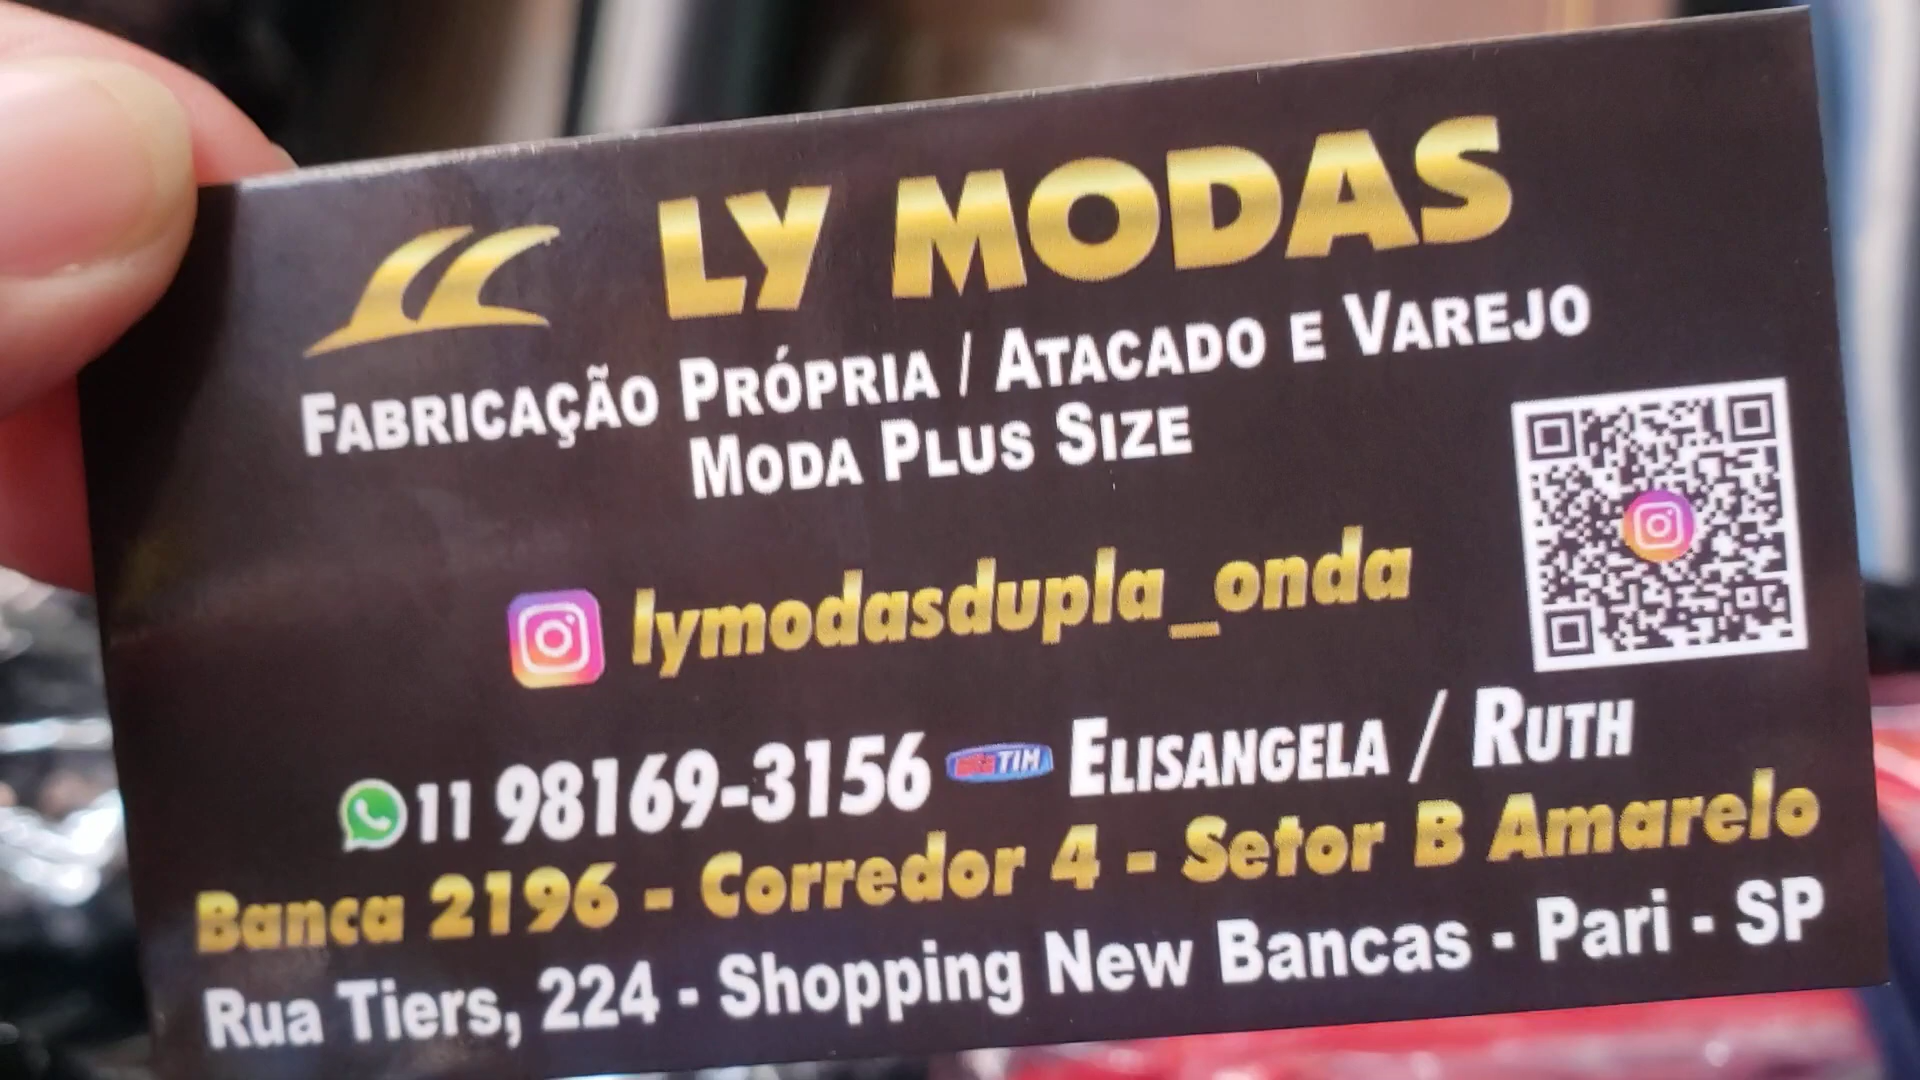 LY MODAS
FABRICAÇÃO PRÓPRIA / ATACADO E VAREJO
MODA PLUS SIZE
lymodasdupla_onda
11 98169-3156 TIM ELISANGELA / RUTH
Banca 2196 - Corredor 4 - Setor B Amarelo
Rua Tiers, 224 - Shopping New Bancas - Pari - SP